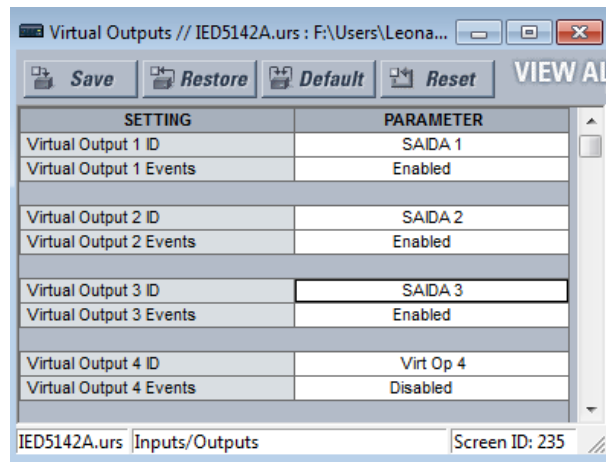 Virtual Outputs // IED5142A.urs : F:\Users\Leona...
Save Restore Default Reset VIEW AL
SETTING PARAMETER
Virtual Output 1 ID SAIDA 1
Virtual Output 1 Events Enabled
Virtual Output 2 ID SAIDA 2
Virtual Output 2 Events Enabled
Virtual Output 3 ID SAIDA 3
Virtual Output 3 Events Enabled
Virtual Output 4 ID Virt Op 4
Virtual Output 4 Events Disabled
IED5142A.urs Inputs/Outputs Screen ID: 235